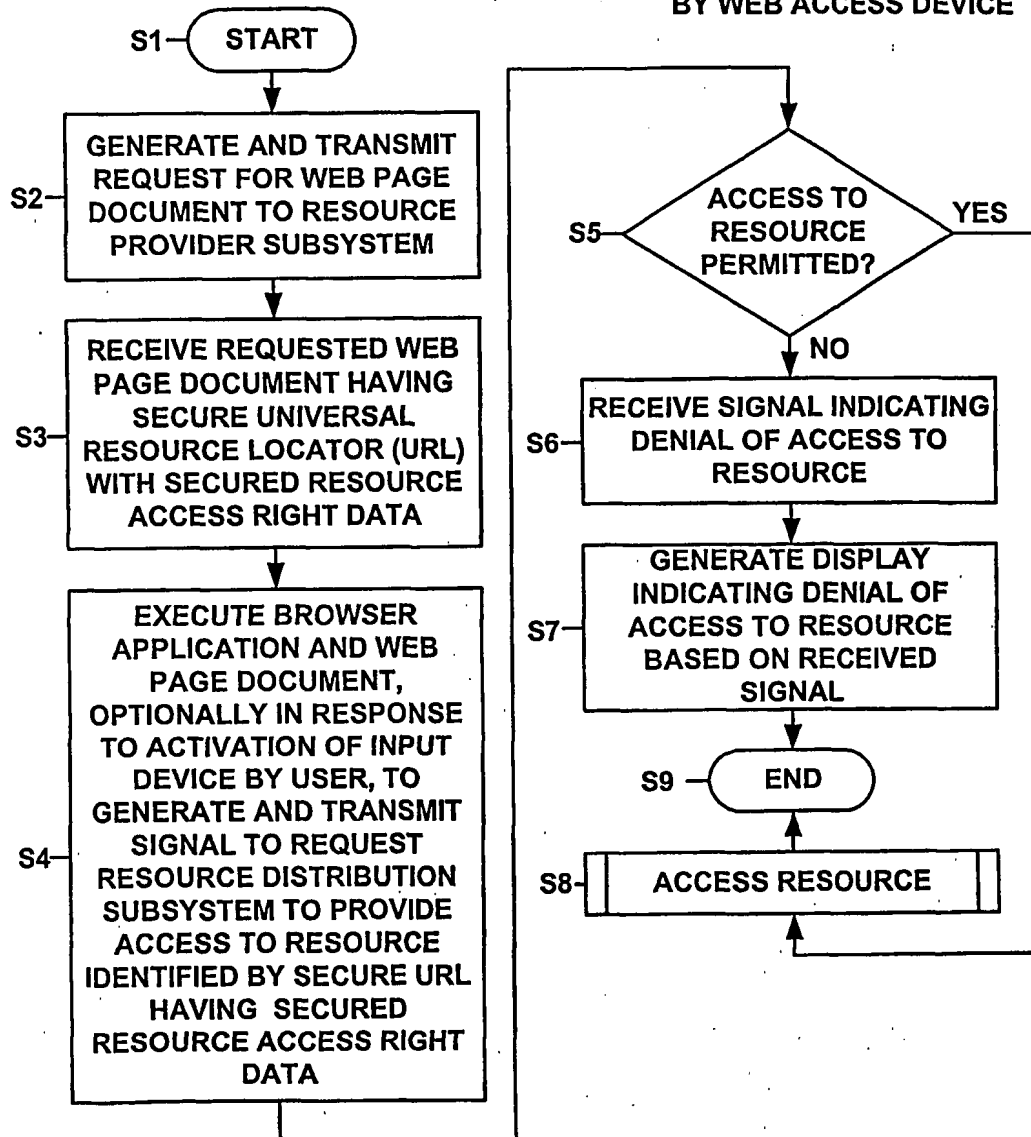 BY WEB ACCESS DEVICE
S1
START
S2
GENERATE AND TRANSMIT
REQUEST FOR WEB PAGE
DOCUMENT TO RESOURCE
PROVIDER SUBSYSTEM
S3
RECEIVE REQUESTED WEB
PAGE DOCUMENT HAVING
SECURE UNIVERSAL
RESOURCE LOCATOR (URL)
WITH SECURED RESOURCE
ACCESS RIGHT DATA
S4
EXECUTE BROWSER
APPLICATION AND WEB
PAGE DOCUMENT,
OPTIONALLY IN RESPONSE
TO ACTIVATION OF INPUT
DEVICE BY USER, TO
GENERATE AND TRANSMIT
SIGNAL TO REQUEST
RESOURCE DISTRIBUTION
SUBSYSTEM TO PROVIDE
ACCESS TO RESOURCE
IDENTIFIED BY SECURE URL
HAVING SECURED
RESOURCE ACCESS RIGHT
DATA
S5
ACCESS TO
RESOURCE
PERMITTED?
YES
NO
S6
RECEIVE SIGNAL INDICATING
DENIAL OF ACCESS TO
RESOURCE
S7
GENERATE DISPLAY
INDICATING DENIAL OF
ACCESS TO RESOURCE
BASED ON RECEIVED
SIGNAL
S9
END
S8
ACCESS RESOURCE